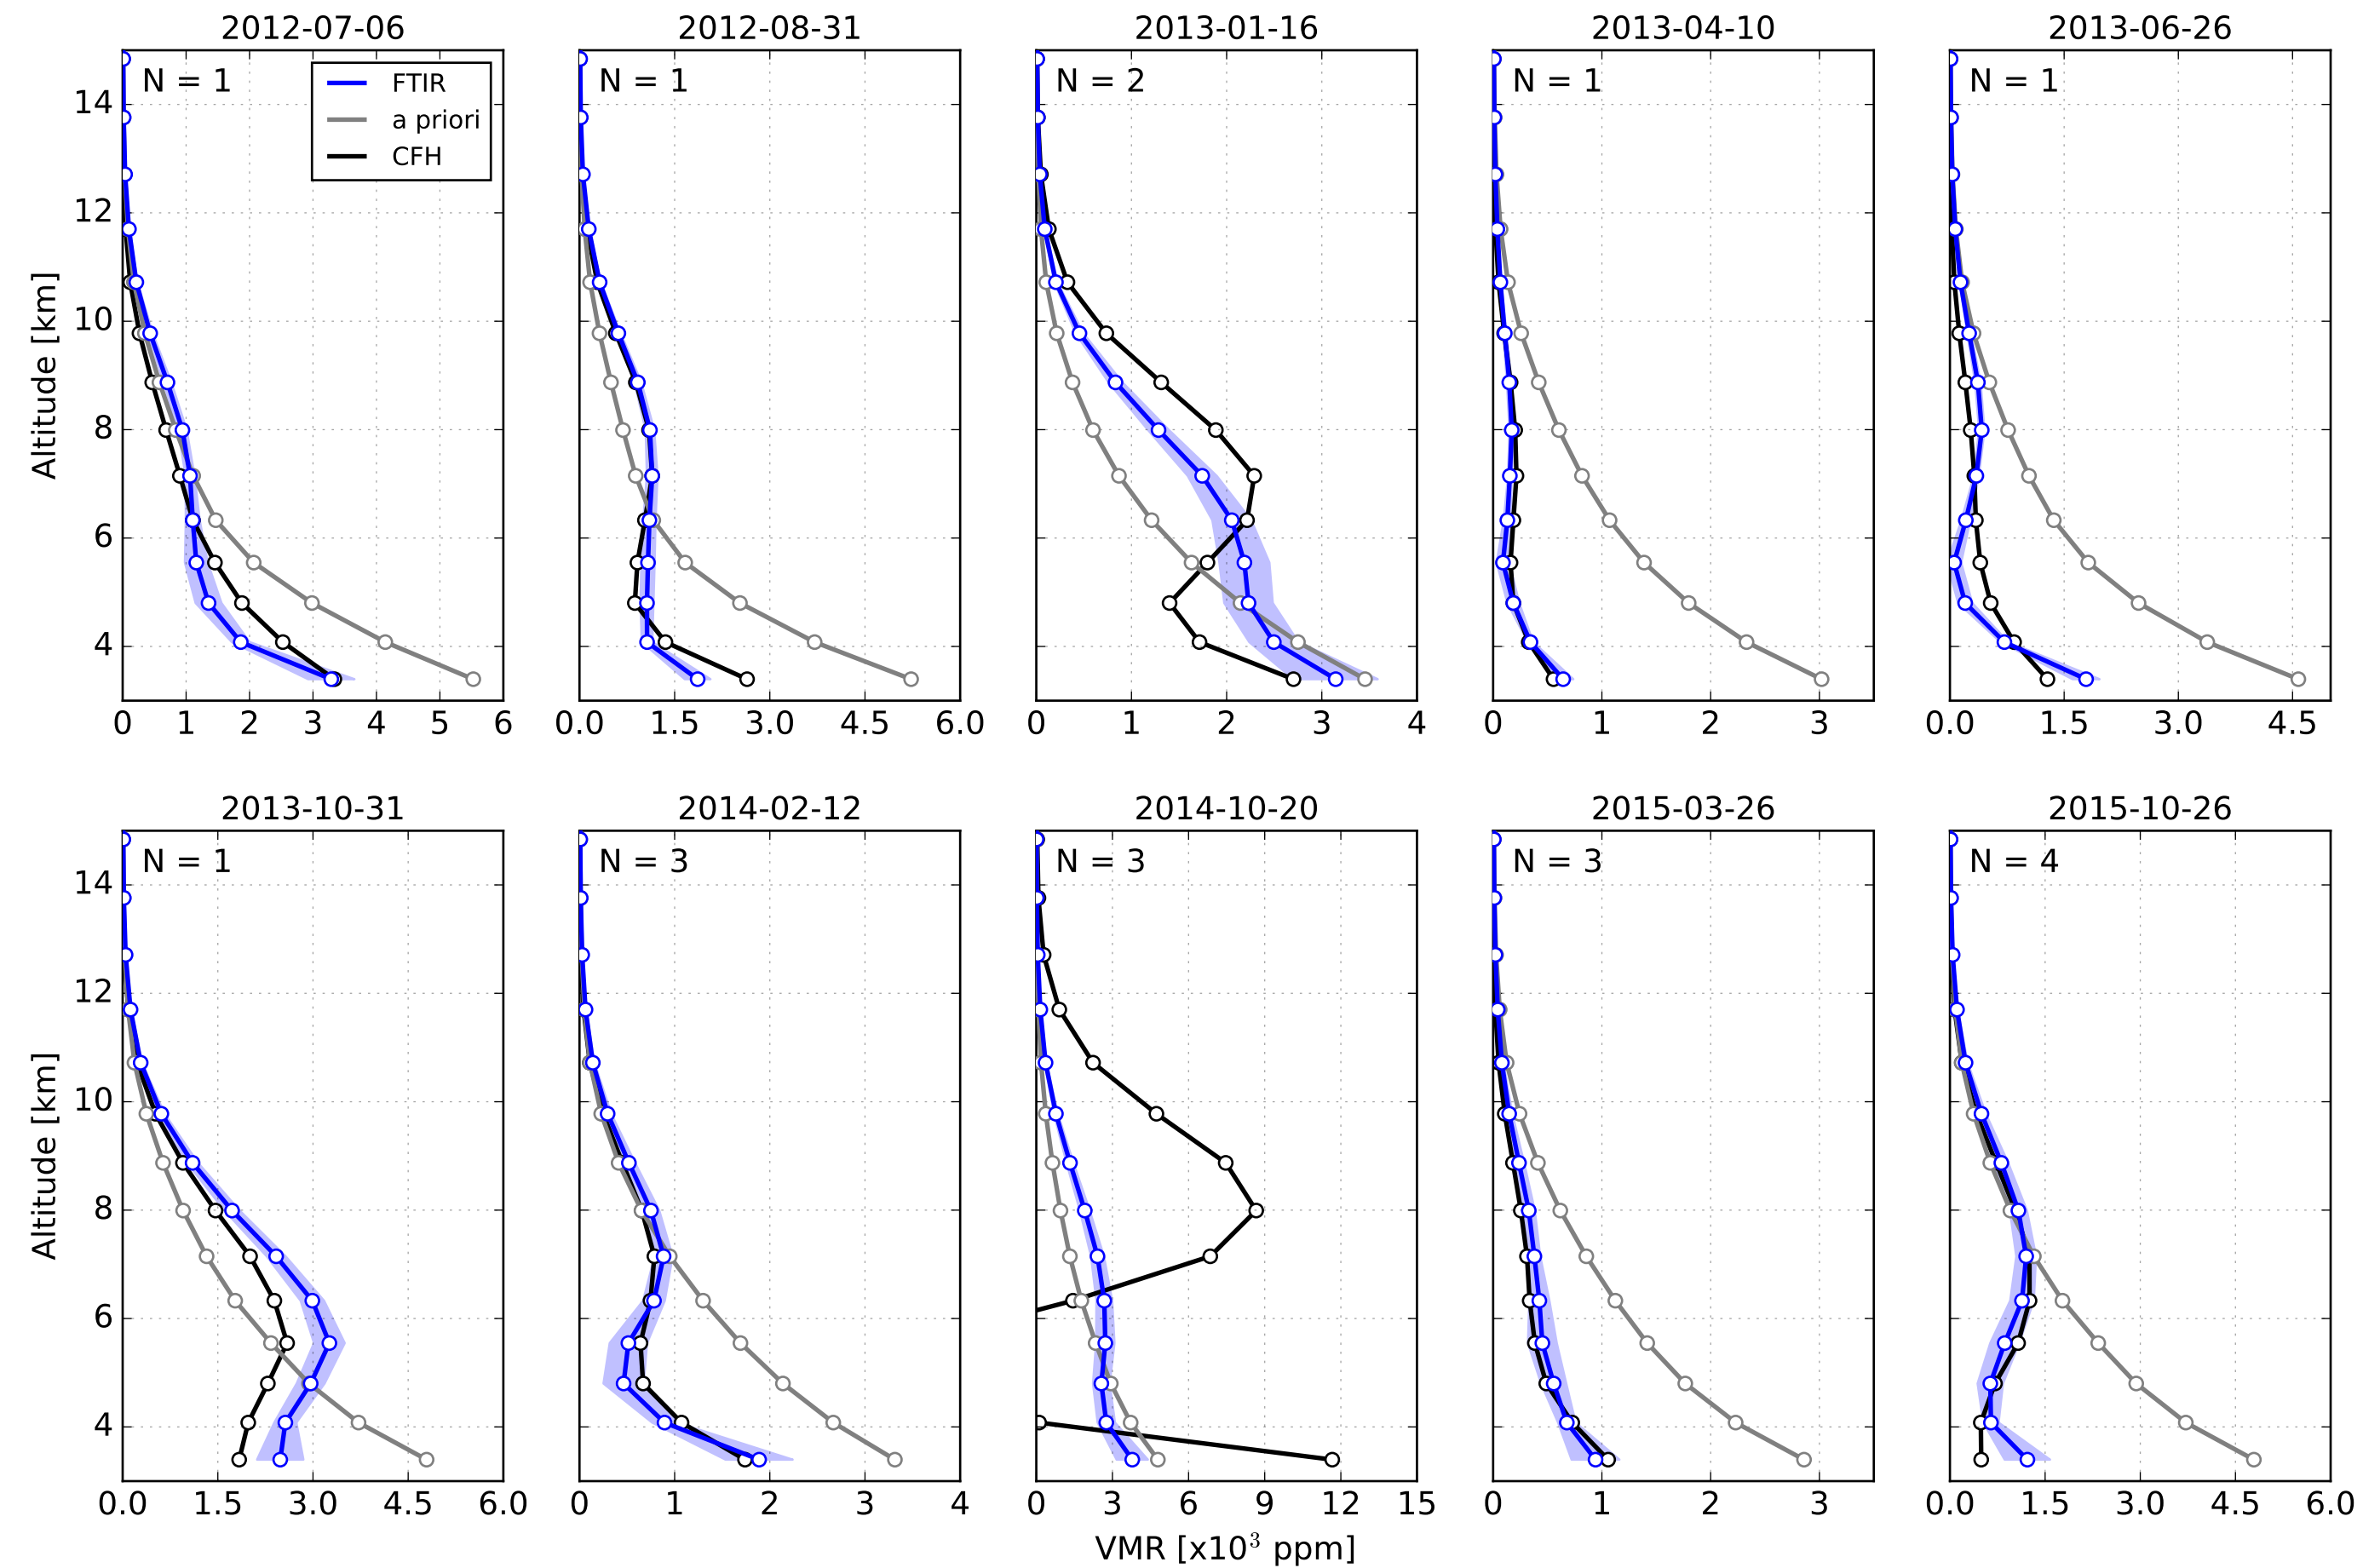 2012-07-06 2012-08-31 2013-01-16 2013-04-10 2013-06-26
N = 1 N = 1 N = 2 N = 1 N = 1
FTIR
a priori
CFH
14
12
10
8
6
4
Altitude [km]
0 1 2 3 4 5 6 0.0 1.5 3.0 4.5 6.0 0 1 2 3 4 0 1 2 3 0.0 1.5 3.0 4.5
2013-10-31 2014-02-12 2014-10-20 2015-03-26 2015-10-26
N = 1 N = 3 N = 3 N = 3 N = 4
14
12
10
8
6
4
Altitude [km]
0.0 1.5 3.0 4.5 6.0 0 1 2 3 4 0 3 6 9 12 15 0 1 2 3 0.0 1.5 3.0 4.5 6.0
VMR [x10³ ppm]